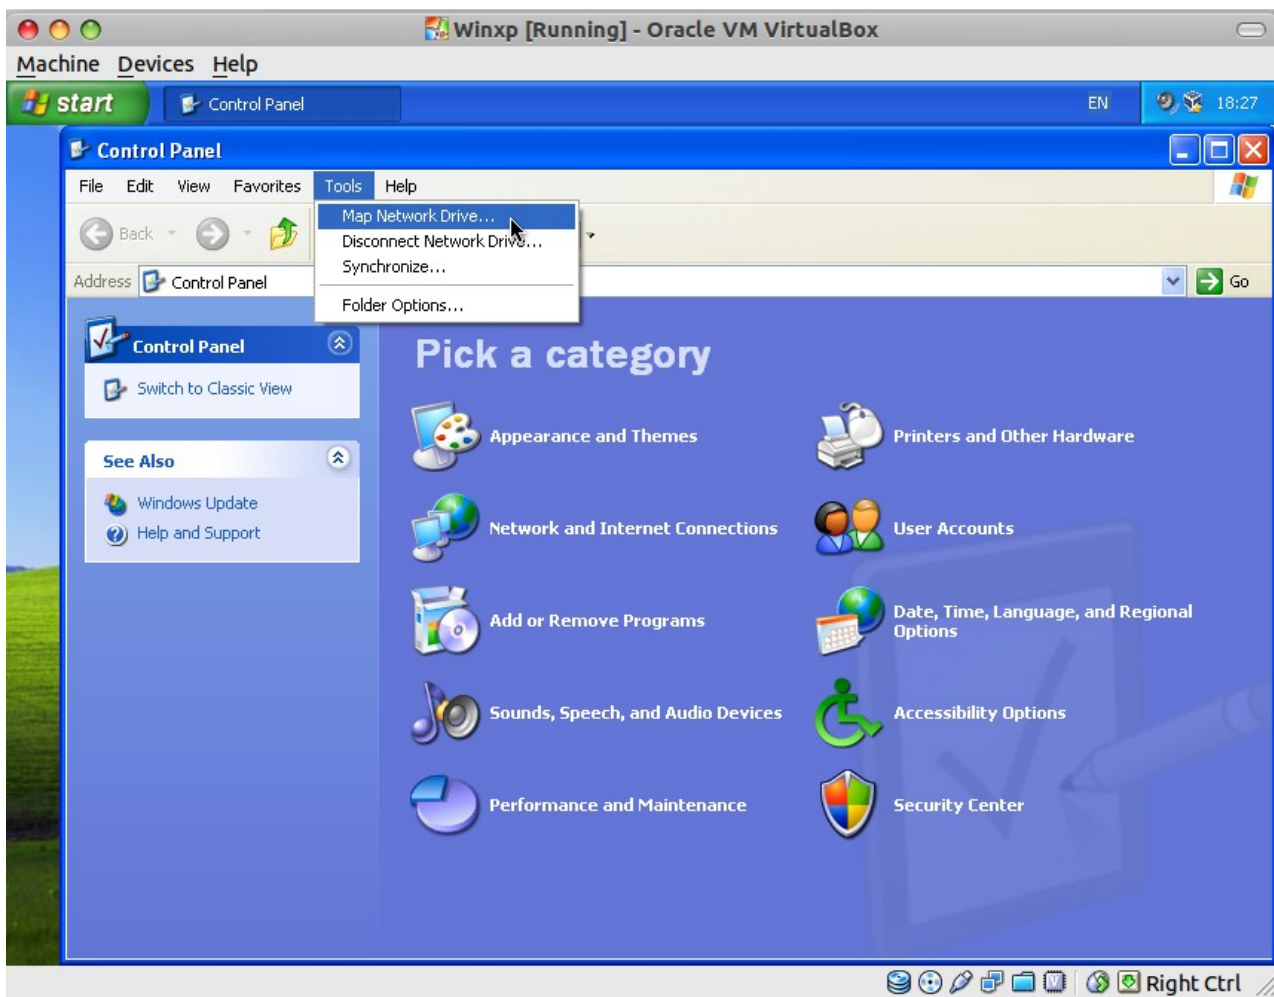 Winxp [Running] - Oracle VM VirtualBox
Machine Devices Help
start Control Panel EN 18:27
Control Panel
File Edit View Favorites Tools Help
Map Network Drive...
Back
Disconnect Network Drive...
Synchronize...
Address Control Panel Go
Folder Options...
Control Panel
Switch to Classic View
See Also
Windows Update
Help and Support
Pick a category
Appearance and Themes
Printers and Other Hardware
Network and Internet Connections
User Accounts
Add or Remove Programs
Date, Time, Language, and Regional
Options
Sounds, Speech, and Audio Devices
Accessibility Options
Performance and Maintenance
Security Center
Right Ctrl